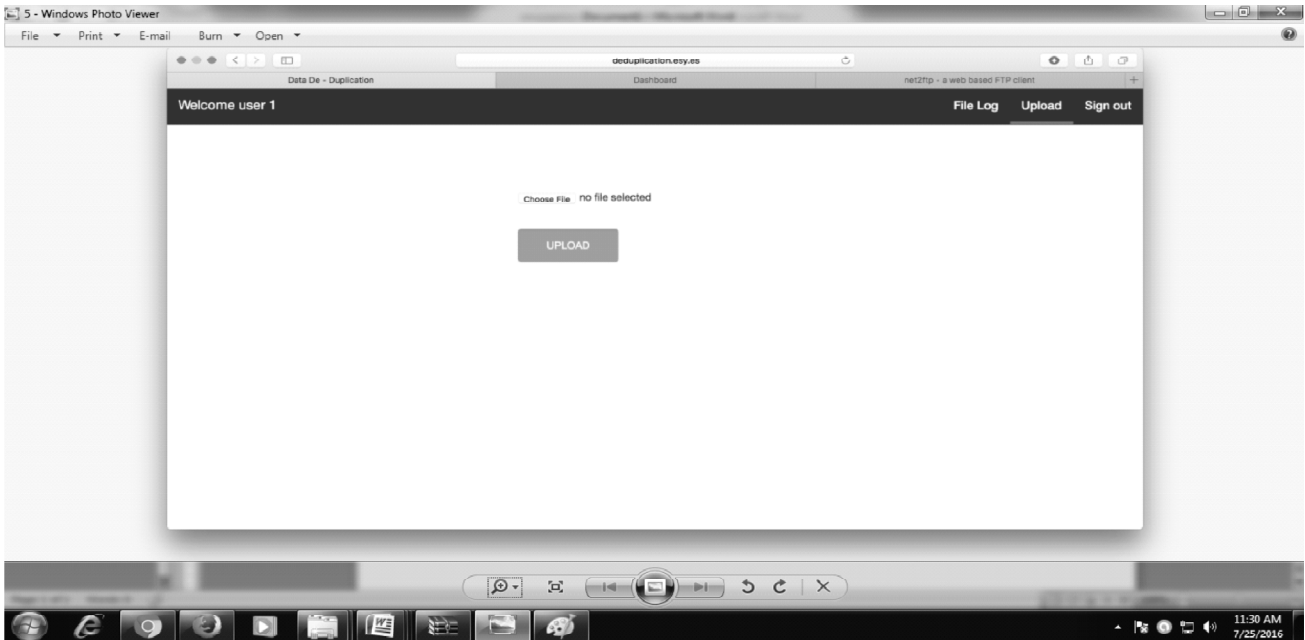 5 - Windows Photo Viewer
File Print E-mail Burn Open
deduplication.esy.es
Data De - Duplication Dashboard net2ftp - a web based FTP client
Welcome user 1 File Log Upload Sign out
Choose File no file selected
UPLOAD
11:30 AM
7/25/2016